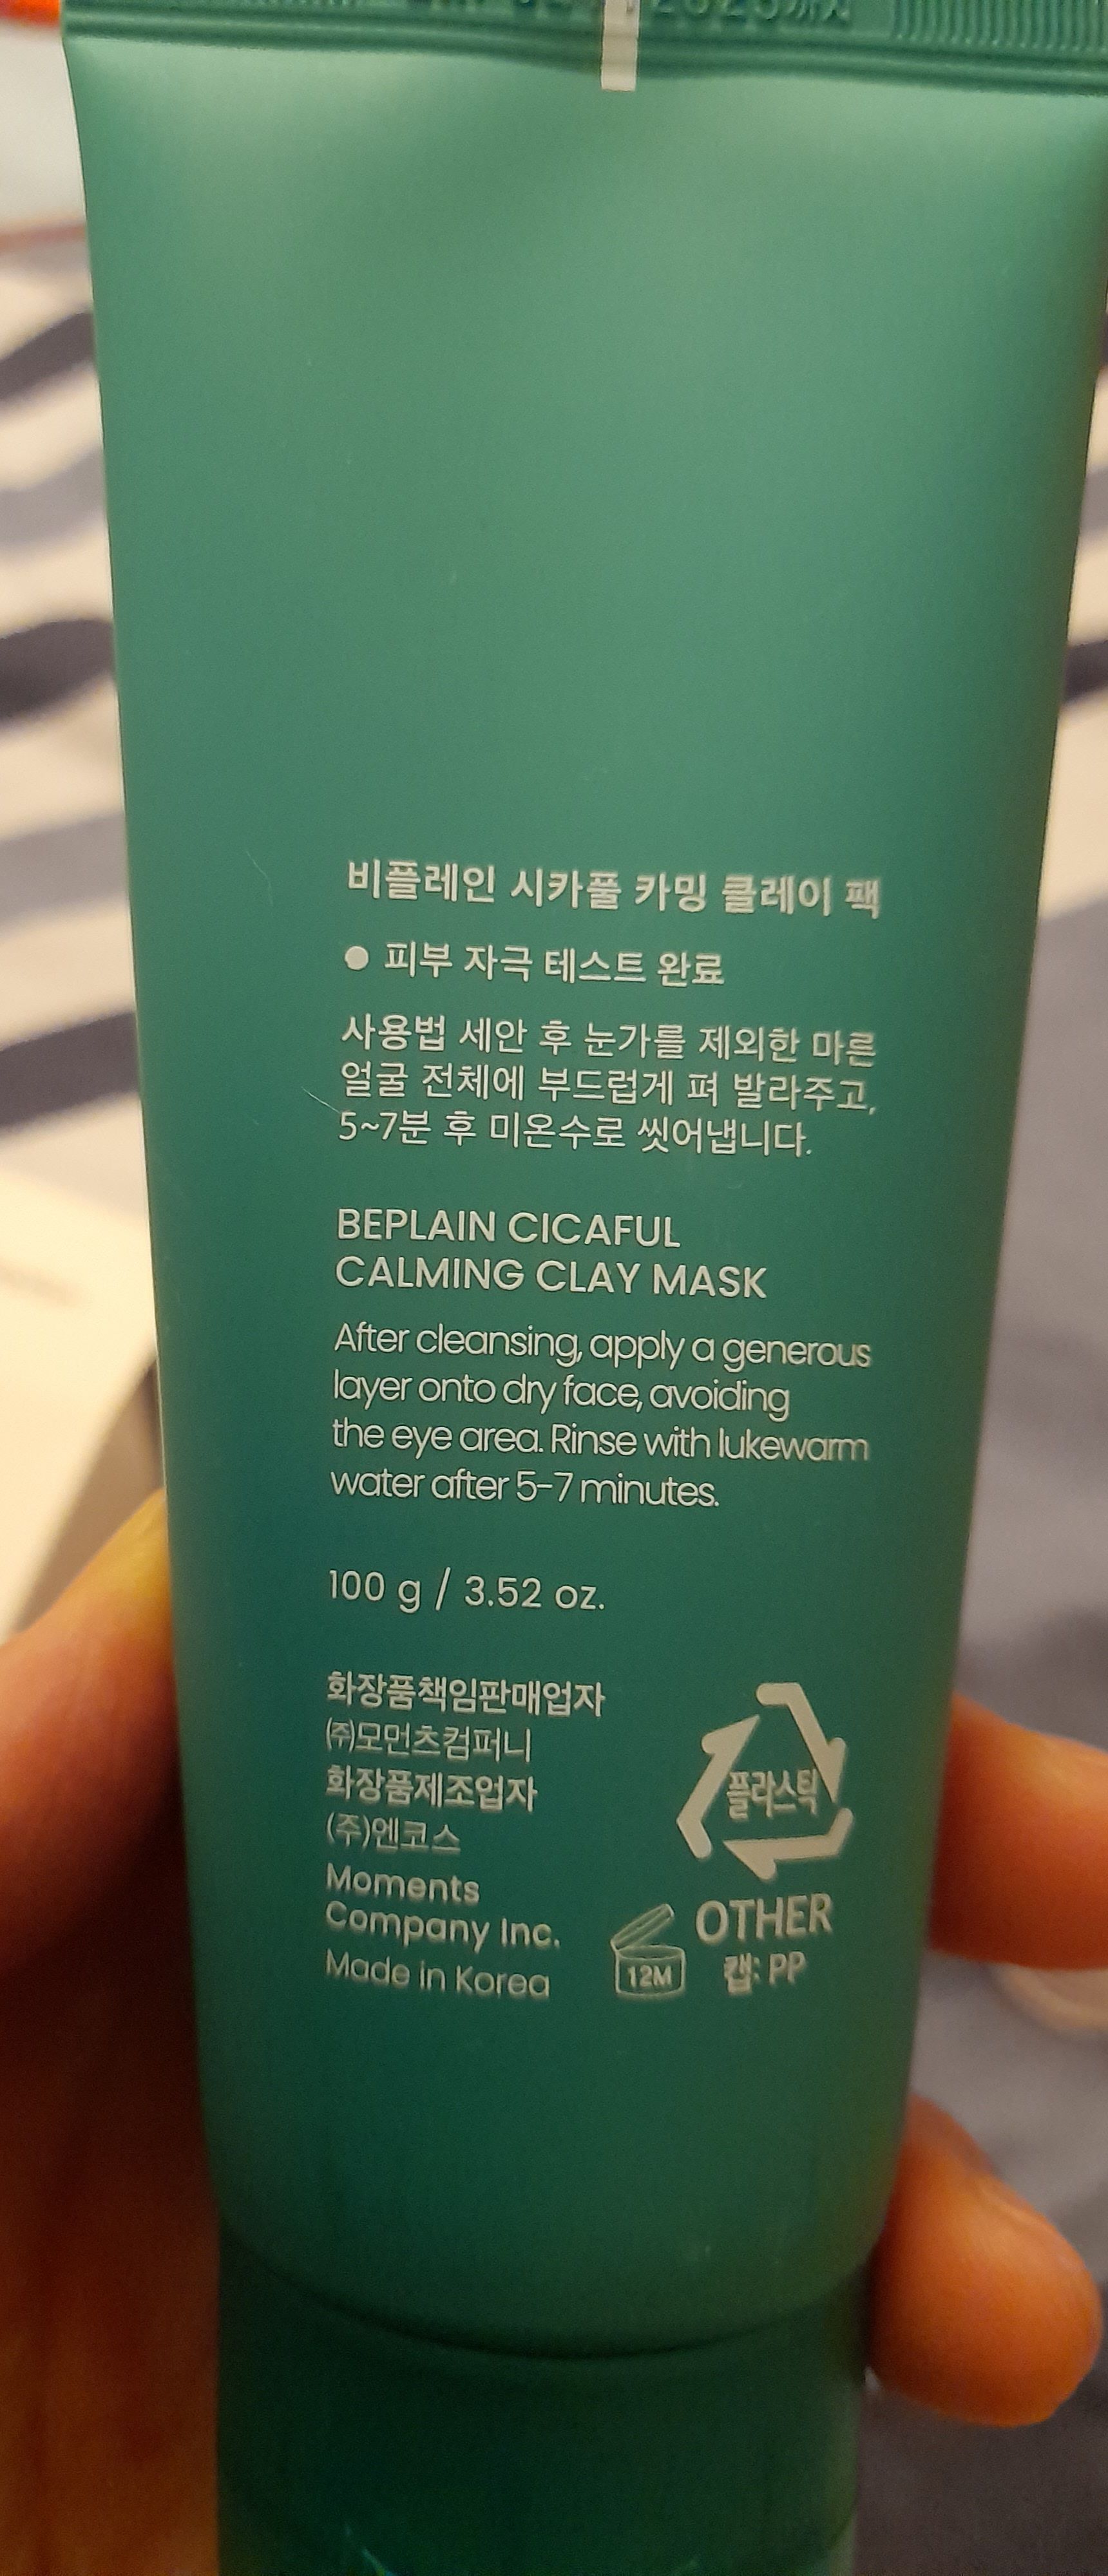 비플레인 시카풀 카밍 클레이 팩
● 피부 자극 테스트 완료
사용법 세안 후 눈가를 제외한 마른
얼굴 전체에 부드럽게 펴 발라주고,
5~7분 후 미온수로 씻어냅니다.
BEPLAIN CICAFUL
CALMING CLAY MASK
After cleansing, apply a generous
layer onto dry face, avoiding
the eye area. Rinse with lukewarm
water after 5-7 minutes.
100 g / 3.52 oz.
화장품책임판매업자
㈜모먼츠컴퍼니
화장품제조업자
(주)엔코스
Moments
Company Inc.
Made in Korea
플라스틱
OTHER
캡: PP
12M